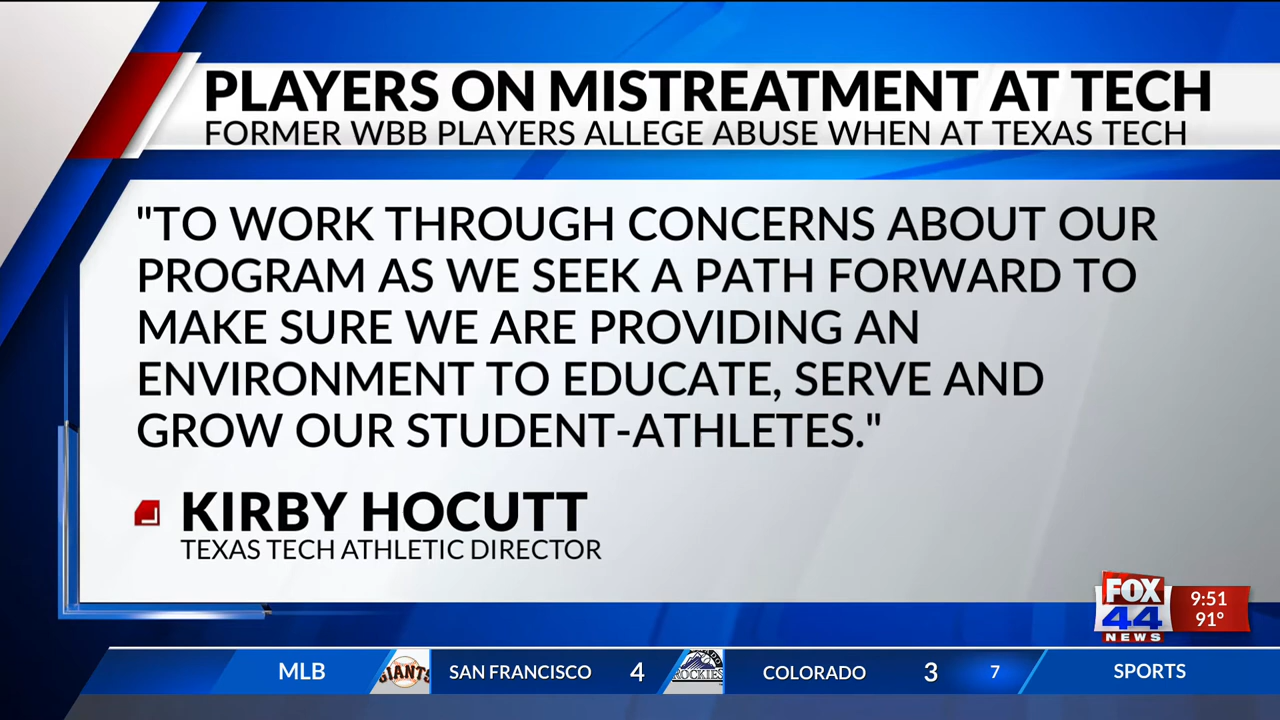 PLAYERS ON MISTREATMENT AT TECH
FORMER WBB PLAYERS ALLEGE ABUSE WHEN AT TEXAS TECH
"TO WORK THROUGH CONCERNS ABOUT OUR
PROGRAM AS WE SEEK A PATH FORWARD TO
MAKE SURE WE ARE PROVIDING AN
ENVIRONMENT TO EDUCATE, SERVE AND
GROW OUR STUDENT-ATHLETES."
KIRBY HOCUTT
TEXAS TECH ATHLETIC DIRECTOR
FOX
44
NEWS
9:51
91°
MLB GIANTS SAN FRANCISCO 4 ROCKIES COLORADO 3 7 SPORTS